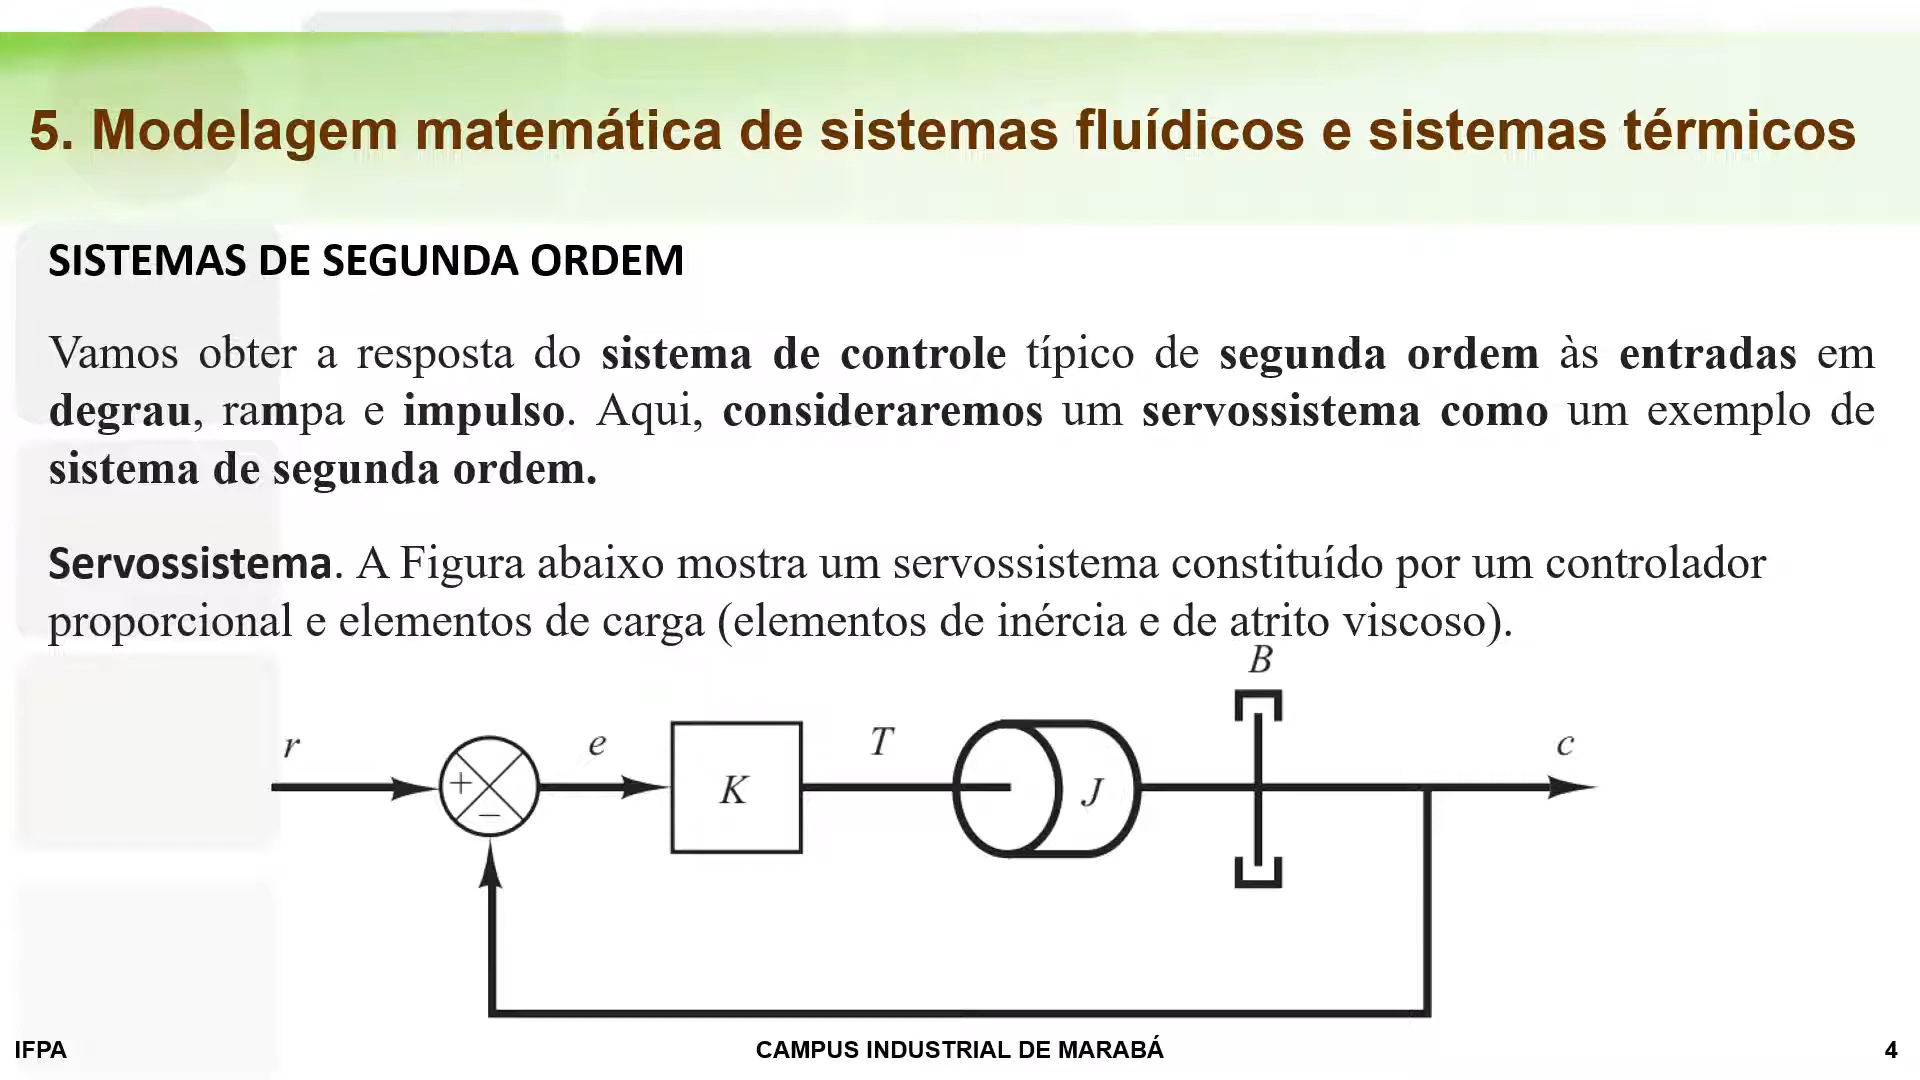 5. Modelagem matemática de sistemas fluídicos e sistemas térmicos
SISTEMAS DE SEGUNDA ORDEM
Vamos obter a resposta do sistema de controle típico de segunda ordem às entradas em
degrau, rampa e impulso. Aqui, consideraremos um servossistema como um exemplo de
sistema de segunda ordem.
Servossistema. A Figura abaixo mostra um servossistema constituído por um controlador
proporcional e elementos de carga (elementos de inércia e de atrito viscoso).
B
r
e
T
c
+
−
K
J
IFPA
CAMPUS INDUSTRIAL DE MARABÁ
4